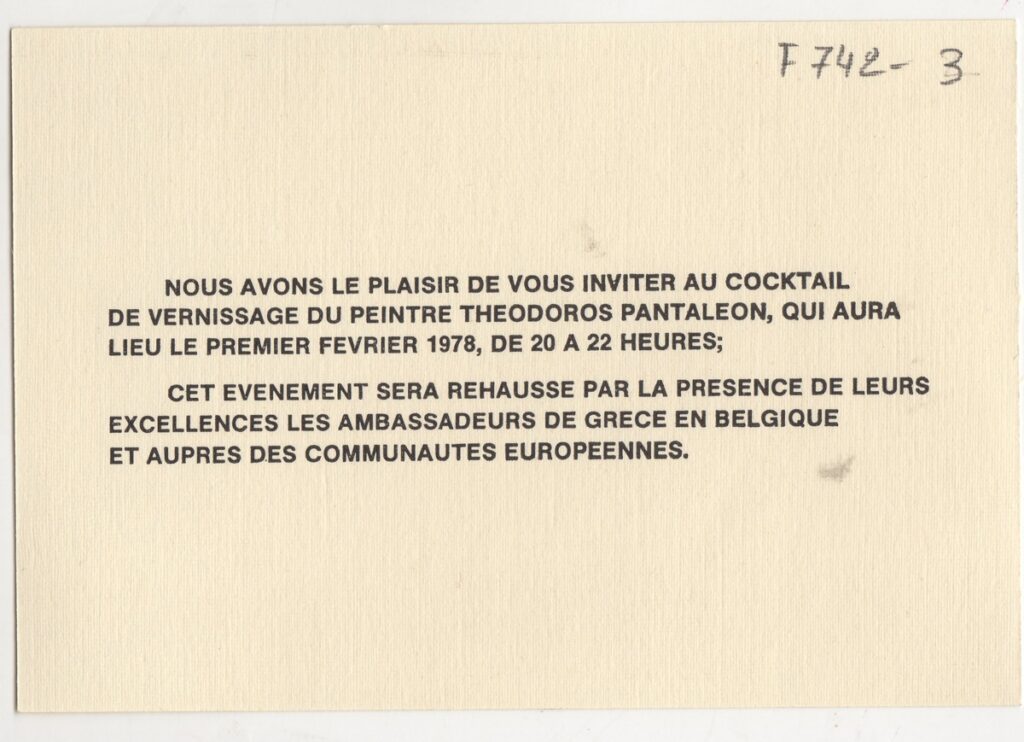 F 742- 3
NOUS AVONS LE PLAISIR DE VOUS INVITER AU COCKTAIL
DE VERNISSAGE DU PEINTRE THEODOROS PANTALEON, QUI AURA
LIEU LE PREMIER FEVRIER 1978, DE 20 A 22 HEURES;
CET EVENEMENT SERA REHAUSSE PAR LA PRESENCE DE LEURS
EXCELLENCES LES AMBASSADEURS DE GRECE EN BELGIQUE
ET AUPRES DES COMMUNAUTES EUROPEENNES.